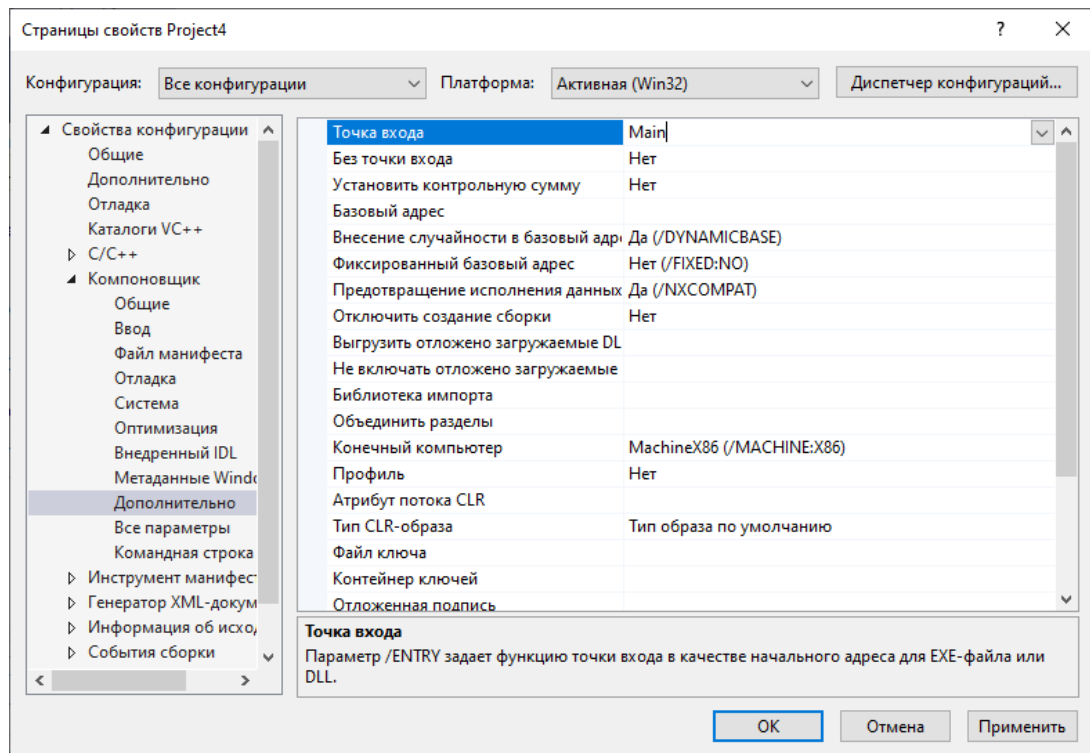 Страницы свойств Project4
Конфигурация: Все конфигурации Платформа: Активная (Win32) Диспетчер конфигураций...
Свойства конфигурации
Общие
Дополнительно
Отладка
Каталоги VC++
C/C++
Компоновщик
Общие
Ввод
Файл манифеста
Отладка
Система
Оптимизация
Внедренный IDL
Метаданные Windo
Дополнительно
Все параметры
Командная строка
Инструмент манифест
Генератор XML-докум
Информация об исход
События сборки
Точка входа Main
Без точки входа Нет
Установить контрольную сумму Нет
Базовый адрес
Внесение случайности в базовый адре Да (/DYNAMICBASE)
Фиксированный базовый адрес Нет (/FIXED:NO)
Предотвращение исполнения данных Да (/NXCOMPAT)
Отключить создание сборки Нет
Выгрузить отложено загружаемые DL
Не включать отложено загружаемые
Библиотека импорта
Объединить разделы
Конечный компьютер MachineX86 (/MACHINE:X86)
Профиль Нет
Атрибут потока CLR
Тип CLR-образа Тип образа по умолчанию
Файл ключа
Контейнер ключей
Отложенная подпись
Точка входа
Параметр /ENTRY задает функцию точки входа в качестве начального адреса для EXE-файла или
DLL.
ОК Отмена Применить